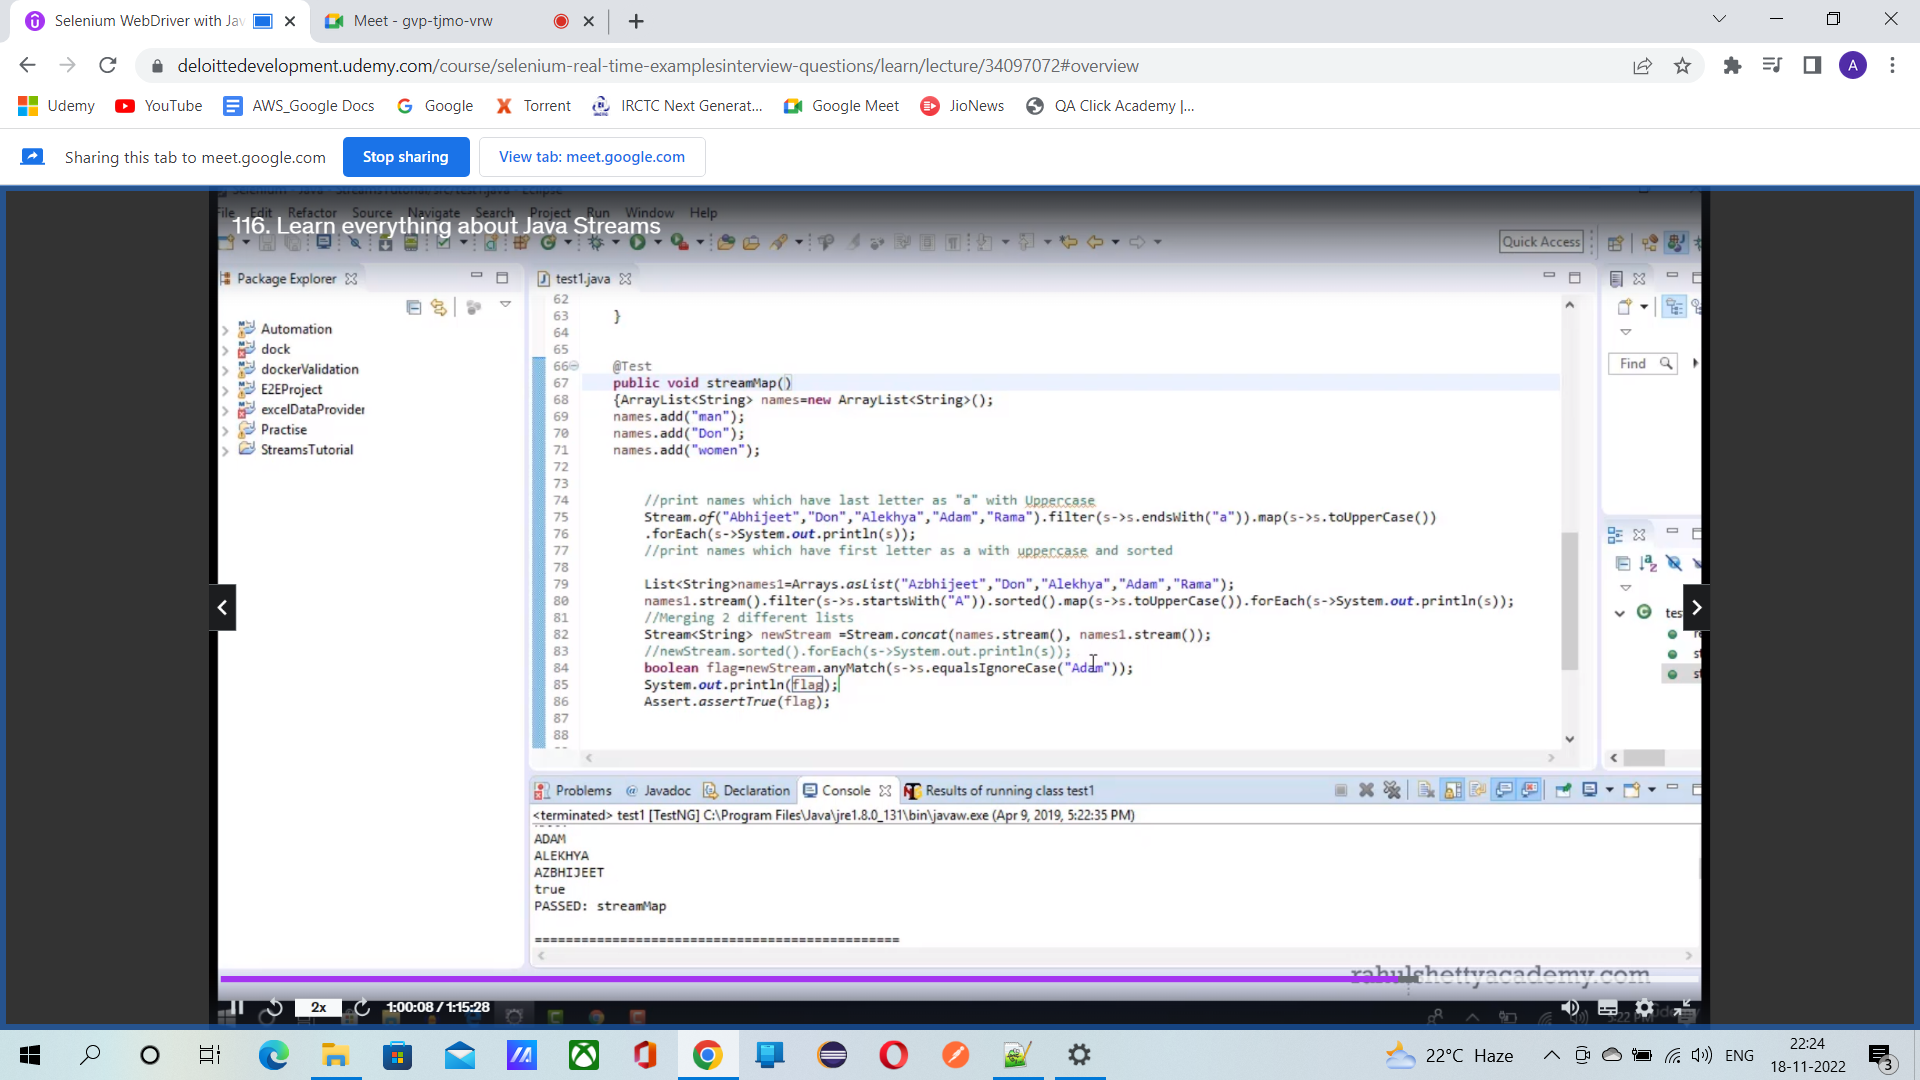 Selenium WebDriver with Jav
Meet - gvp-tjmo-vrw
deloittedevelopment.udemy.com/course/selenium-real-time-examplesinterview-questions/learn/lecture/34097072#overview
A
Udemy YouTube AWS_Google Docs Google Torrent IRCTC Next Generat... Google Meet JioNews QA Click Academy |...
Sharing this tab to meet.google.com Stop sharing View tab: meet.google.com
File Edit Refactor Source Navigate Search Project Run Window Help
116. Learn everything about Java Streams
Quick Access
Package Explorer
test1.java
Automation
dock
dockerValidation
E2EProject
excelDataProvider
Practise
StreamsTutorial
62
63 }
64
65
66 @Test
67 public void streamMap()
68 {ArrayList<String> names=new ArrayList<String>();
69 names.add("man");
70 names.add("Don");
71 names.add("women");
72
73
74 //print names which have last letter as "a" with Uppercase
75 Stream.of("Abhijeet","Don","Alekhya","Adam","Rama").filter(s->s.endsWith("a")).map(s->s.toUpperCase())
76 .forEach(s->System.out.println(s));
77 //print names which have first letter as a with uppercase and sorted
78
79 List<String>names1=Arrays.asList("Azbhijeet","Don","Alekhya","Adam","Rama");
80 names1.stream().filter(s->s.startsWith("A")).sorted().map(s->s.toUpperCase()).forEach(s->System.out.println(s));
81 //Merging 2 different lists
82 Stream<String> newStream =Stream.concat(names.stream(), names1.stream());
83 //newStream.sorted().forEach(s->System.out.println(s));
84 boolean flag=newStream.anyMatch(s->s.equalsIgnoreCase("Adam"));
85 System.out.println(flag);
86 Assert.assertTrue(flag);
87
88
Find
tes
Problems Javadoc Declaration Console Results of running class test1
<terminated> test1 [TestNG] C:\Program Files\Java\jre1.8.0_131\bin\javaw.exe (Apr 9, 2019, 5:22:35 PM)
ADAM
ALEKHYA
AZBHIJEET
true
PASSED: streamMap
===============================================
rahulshettyacademy.com
2x 1:00:08 / 1:15:28
22°C Haze
ENG
22:24
18-11-2022
3